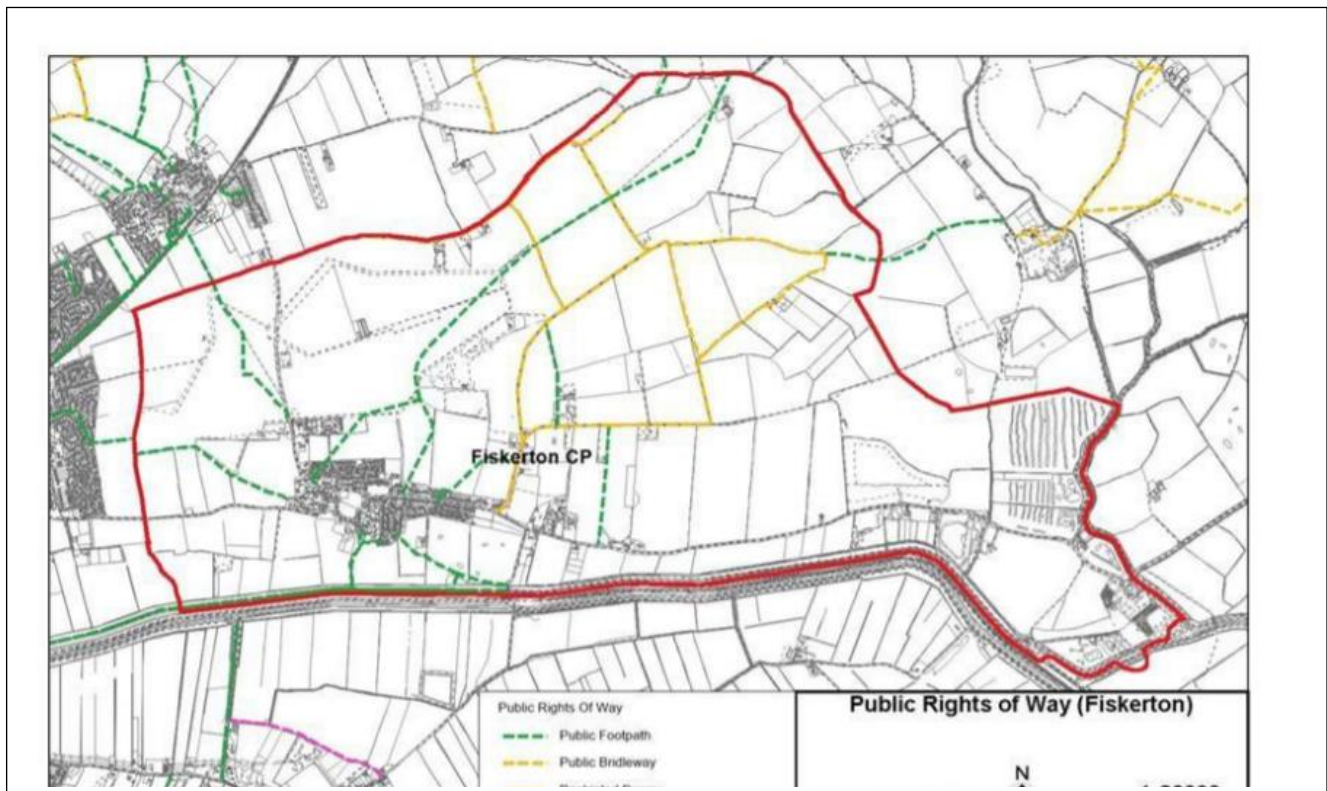 Fiskerton CP
Public Rights Of Way
Public Footpath
Public Bridleway
Public Rights of Way (Fiskerton)
N